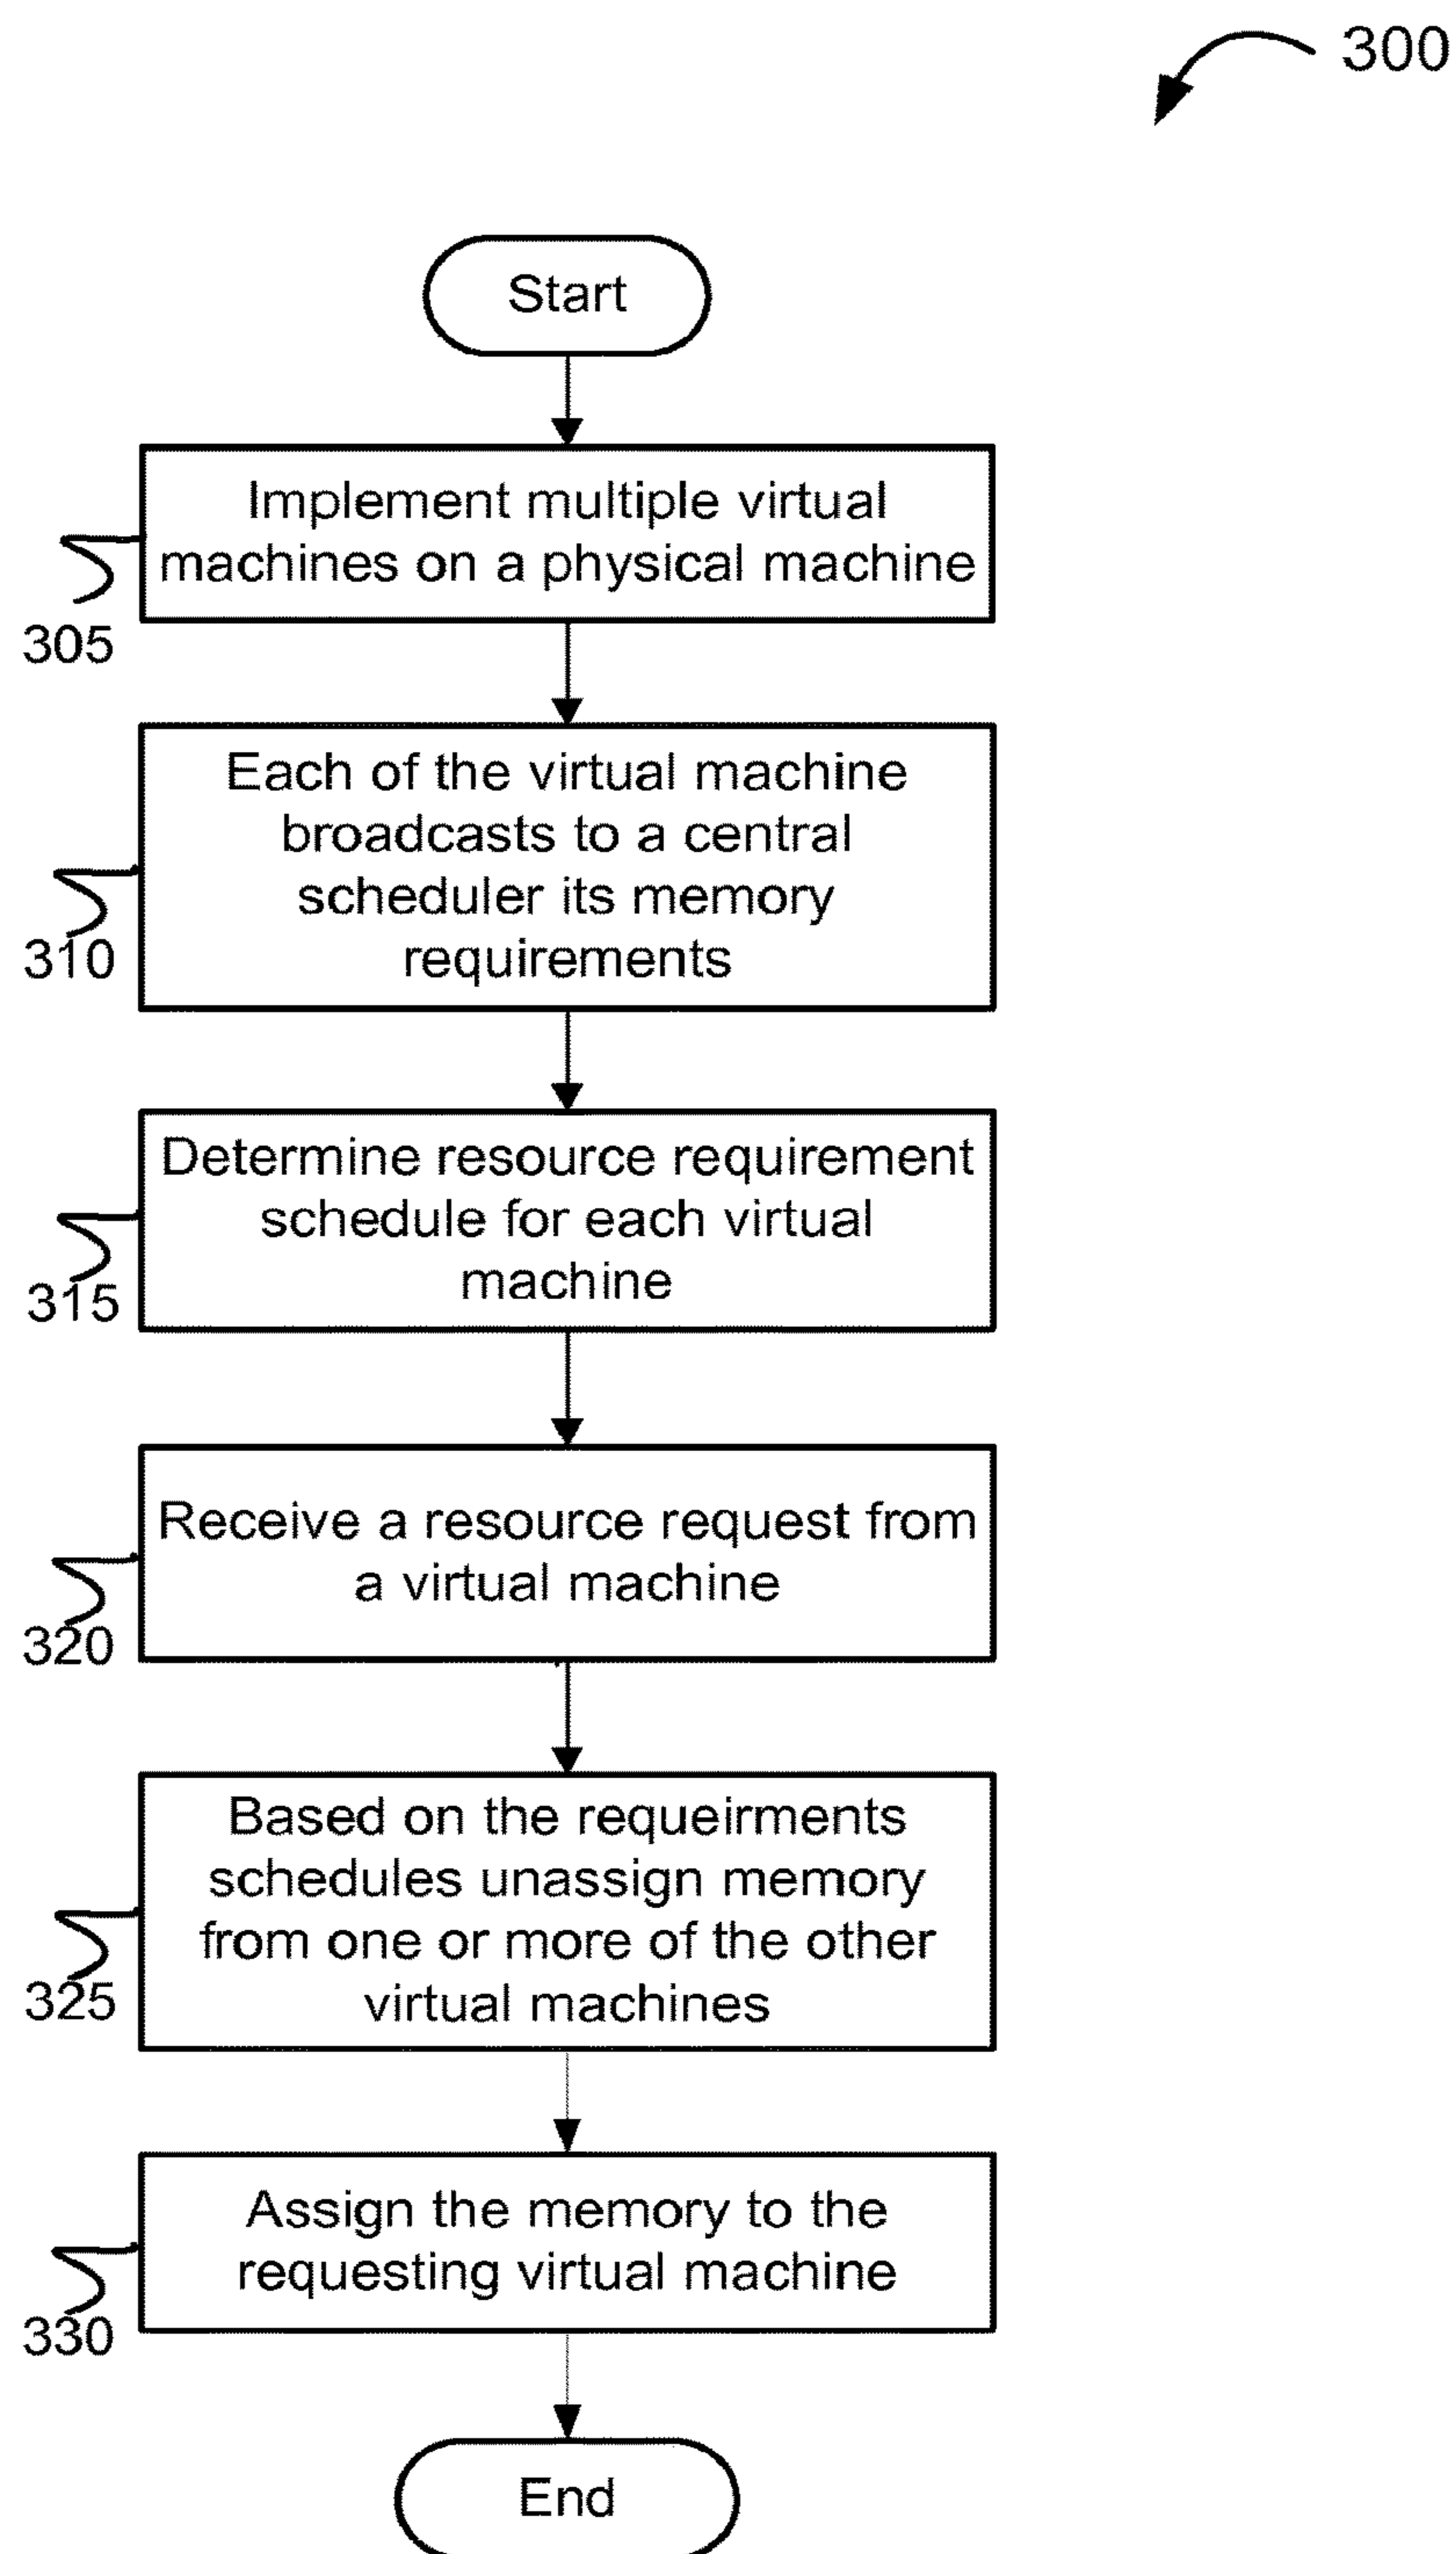 300
Start
Implement multiple virtual
machines on a physical machine
305
Each of the virtual machine
broadcasts to a central
scheduler its memory
requirements
310
Determine resource requirement
schedule for each virtual
machine
315
Receive a resource request from
a virtual machine
320
Based on the requeirments
schedules unassign memory
from one or more of the other
virtual machines
325
Assign the memory to the
requesting virtual machine
330
End